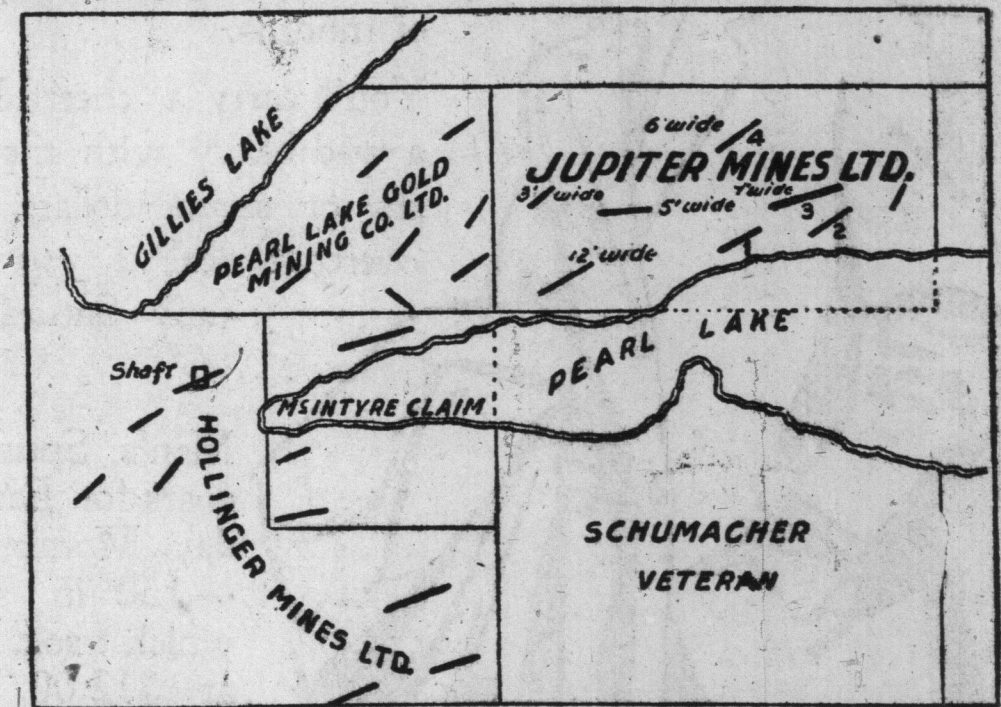 GILLIES LAKE
PEARL LAKE GOLD
MINING CO. LTD.
6' wide
4
JUPITER MINES LTD.
3' wide
5' wide
wide
3
2
1
12' wide
PEARL LAKE
Shaft
McINTYRE CLAIM
HOLLINGER MINES LTD.
SCHUMACHER
VETERAN